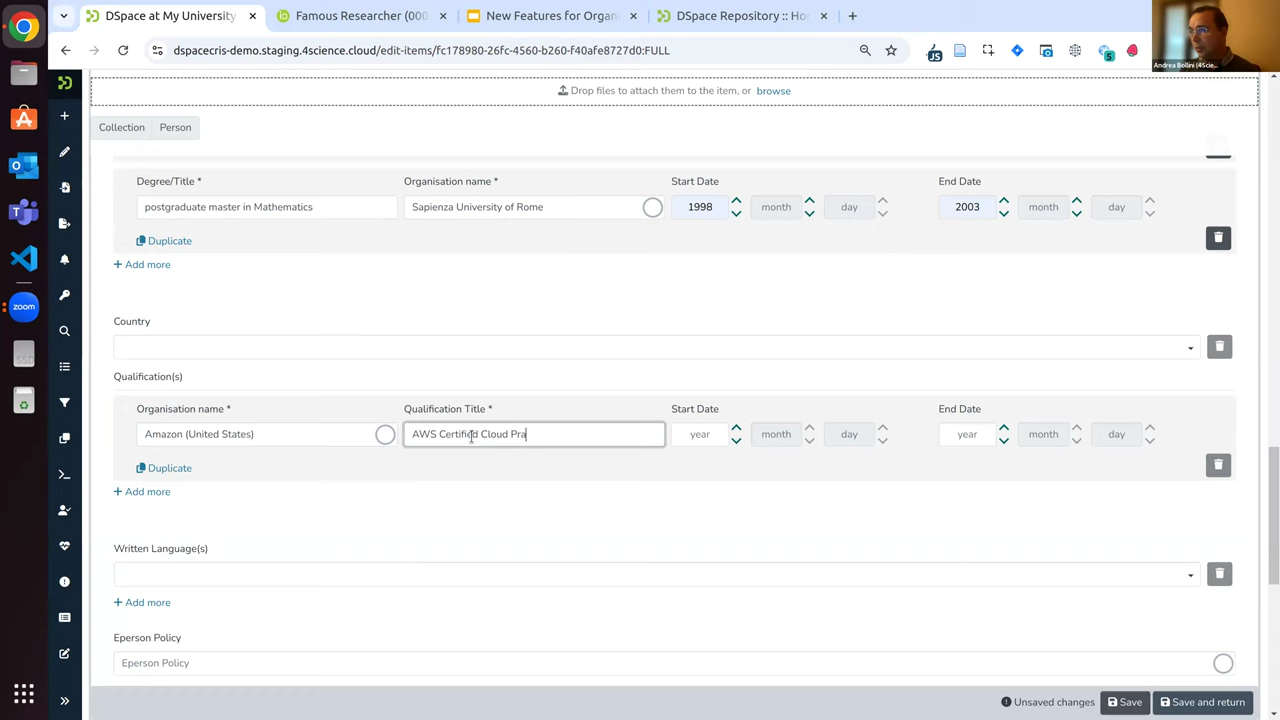 DSpace at My University
Famous Researcher (000
New Features for Organ
DSpace Repository :: Ho
dspacecris-demo.staging.4science.cloud/edit-items/fc178980-26fc-4560-b260-f40afe8727d0:FULL
JS
5
Andrea Bollini (4Scie...
Drop files to attach them to the item, or browse
Collection Person
Degree/Title * Organisation name * Start Date End Date
postgraduate master in Mathematics Sapienza University of Rome 1998 month day 2003 month day
Duplicate
+ Add more
Country
Qualification(s)
Organisation name * Qualification Title * Start Date End Date
Amazon (United States) AWS Certified Cloud Pra year month day year month day
Duplicate
+ Add more
Written Language(s)
+ Add more
Eperson Policy
Eperson Policy
Unsaved changes Save Save and return
zoom
SSD